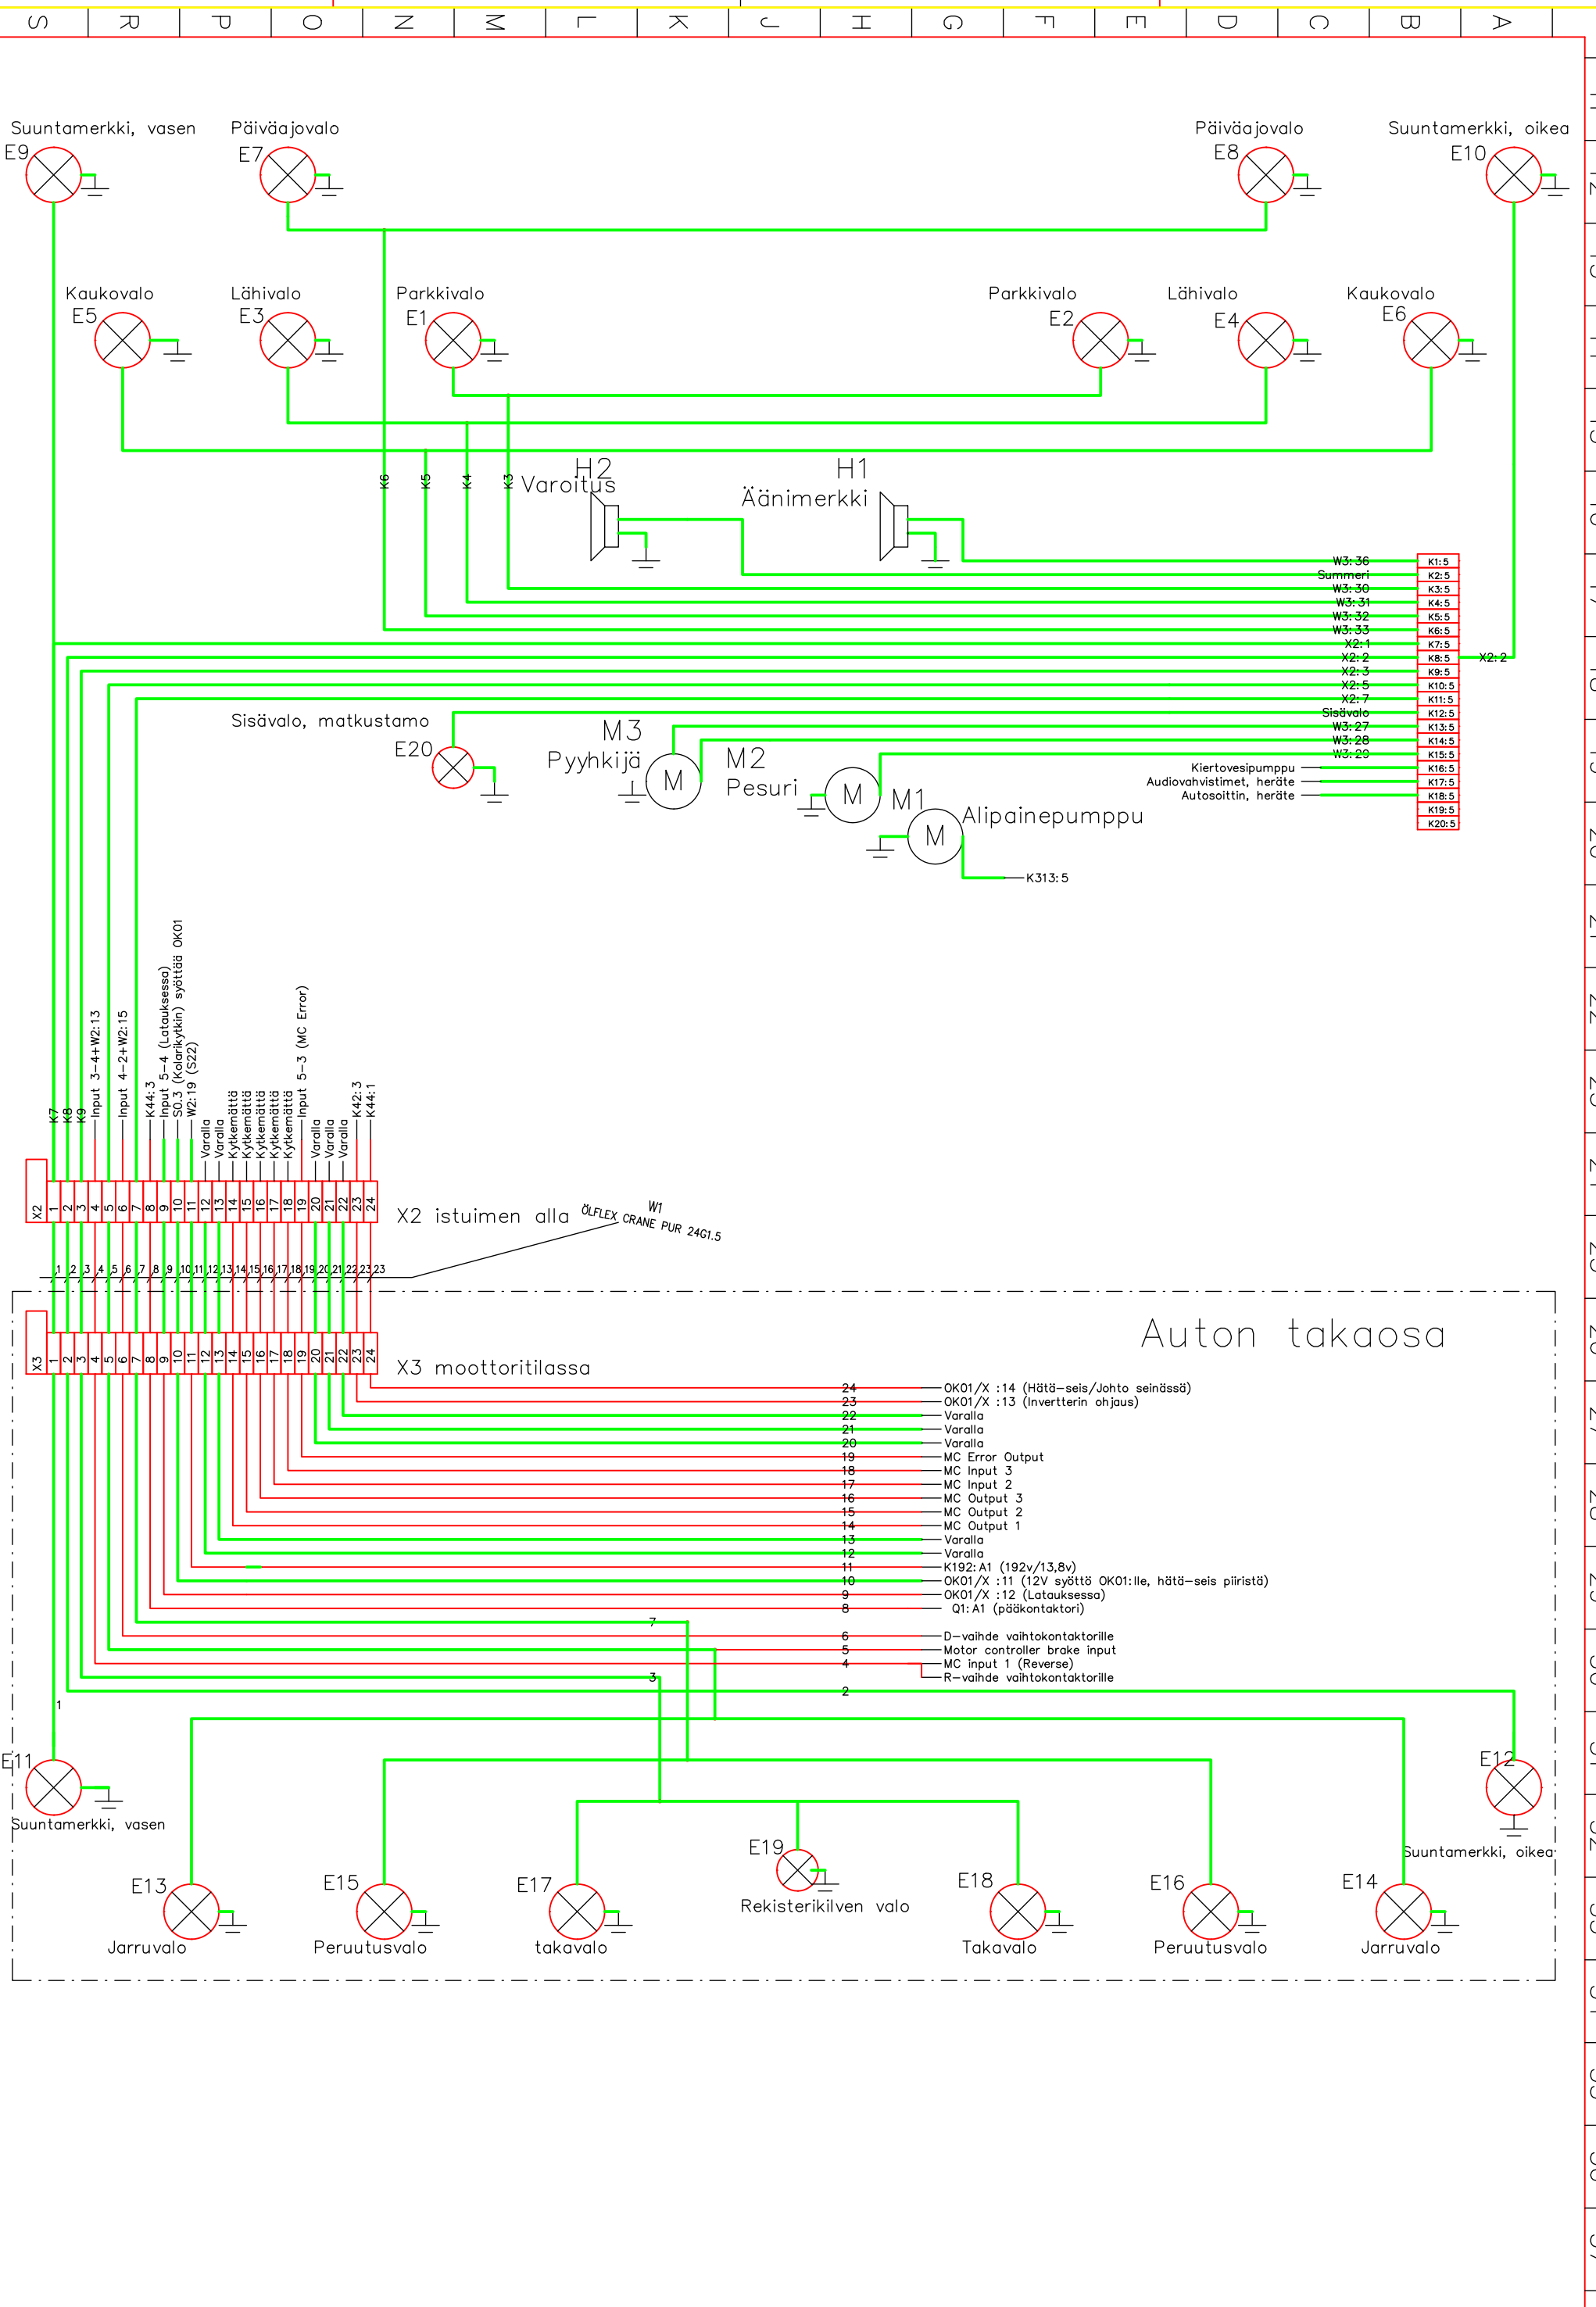 S R P O N M L K J H G F E D C B A
Suuntamerkki, vasen
E9
Päiväajovalo
E7
Päiväajovalo
E8
Suuntamerkki, oikea
E10
Kaukovalo
E5
Lähivalo
E3
Parkkivalo
E1
Parkkivalo
E2
Lähivalo
E4
Kaukovalo
E6
K6
K5
K4
K3
H2
Varoitus
H1
Äänimerkki
W3:36 K1:5
Summeri K2:5
W3:30 K3:5
W3:31 K4:5
W3:32 K5:5
W3:33 K6:5
X2:1 K7:5
X2:2 K8:5 X2:2
X2:3 K9:5
X2:5 K10:5
X2:7 K11:5
Sisävalo K12:5
W3:27 K13:5
W3:28 K14:5
W3:29 K15:5
Kiertovesipumppu K16:5
Audiovahvistimet, heräte K17:5
Autosoittin, heräte K18:5
K19:5
K20:5
Sisävalo, matkustamo
E20
M3
Pyyhkijä
M
M2
Pesuri
M
M1
Alipainepumppu
M
K313:5
K7
K8
K9
Input 3-4+W2:13
Input 4-2+W2:15
K44:3
Input 5-4 (Latauksessa)
S0.3 (Kolarikytkin) syöttää OK01
W2:19 (S22)
Varalla
Varalla
Kytkemättä
Kytkemättä
Kytkemättä
Kytkemättä
Kytkemättä
Input 5-3 (MC Error)
Varalla
Varalla
Varalla
K42:3
K44:1
X2 1 2 3 4 5 6 7 8 9 10 11 12 13 14 15 16 17 18 19 20 21 22 23 24
X2 istuimen alla
W1
ÖLFLEX CRANE PUR 24G1.5
1 2 3 4 5 6 7 8 9 10 11 12 13 14 15 16 17 18 19 20 21 22 23 23
X3 1 2 3 4 5 6 7 8 9 10 11 12 13 14 15 16 17 18 19 20 21 22 23 24
X3 moottoritilassa
Auton takaosa
24 OK01/X :14 (Hätä-seis/Johto seinässä)
23 OK01/X :13 (Invertterin ohjaus)
22 Varalla
21 Varalla
20 Varalla
19 MC Error Output
18 MC Input 3
17 MC Input 2
16 MC Output 3
15 MC Output 2
14 MC Output 1
13 Varalla
12 Varalla
11 K192:A1 (192v/13,8v)
10 OK01/X :11 (12V syöttö OK01:lle, hätä-seis piiristä)
9 OK01/X :12 (Latauksessa)
8 Q1:A1 (pääkontaktori)
7
6 D-vaihde vaihtokontaktorille
5 Motor controller brake input
4 MC input 1 (Reverse)
3 R-vaihde vaihtokontaktorille
2
1
E11
Suuntamerkki, vasen
E12
Suuntamerkki, oikea
E13
Jarruvalo
E15
Peruutusvalo
E17
takavalo
E19
Rekisterikilven valo
E18
Takavalo
E16
Peruutusvalo
E14
Jarruvalo